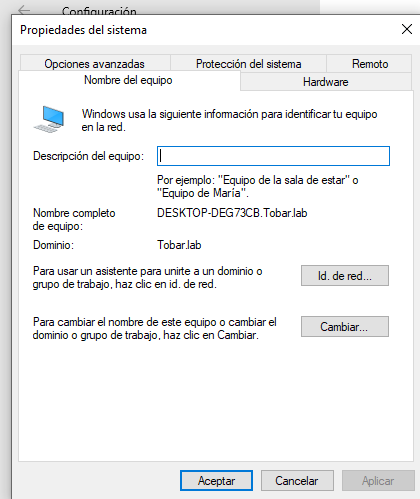 Configuración
Propiedades del sistema
Opciones avanzadas
Protección del sistema
Remoto
Nombre del equipo
Hardware
Windows usa la siguiente información para identificar tu equipo
en la red.
Descripción del equipo:
Por ejemplo: "Equipo de la sala de estar" o
"Equipo de María".
Nombre completo
de equipo:
DESKTOP-DEG73CB.Tobar.lab
Dominio:
Tobar.lab
Para usar un asistente para unirte a un dominio o
grupo de trabajo, haz clic en id. de red.
Id. de red...
Para cambiar el nombre de este equipo o cambiar el
dominio o grupo de trabajo, haz clic en Cambiar.
Cambiar...
Aceptar
Cancelar
Aplicar